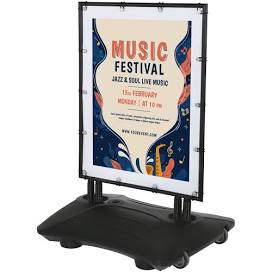 MUSIC
FESTIVAL
JAZZ & SOUL LIVE MUSIC
15TH FEBRUARY
MONDAY | AT 10 PM
WWW.YOUREVENT.COM